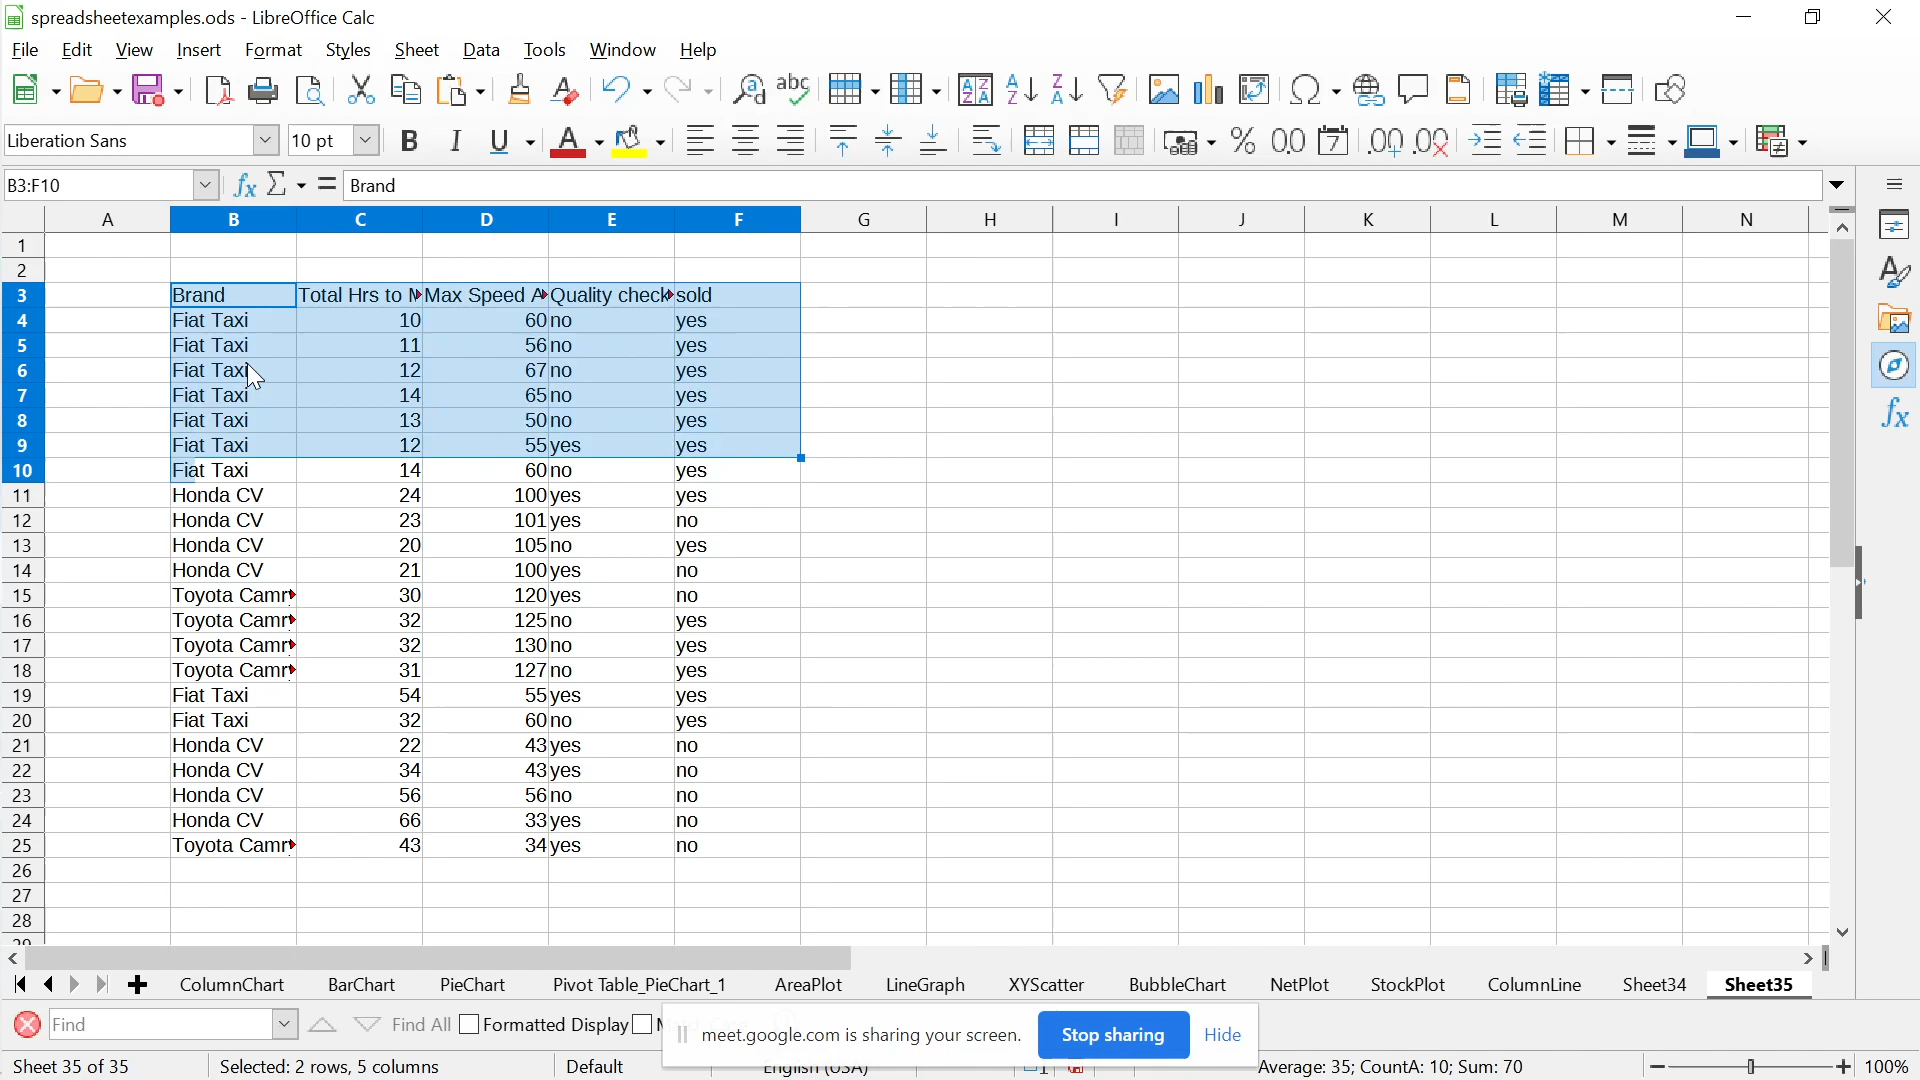 spreadsheetexamples.ods - LibreOffice Calc
File Edit View Insert Format Styles Sheet Data Tools Window Help
Liberation Sans 10 pt
B3:F10 Brand
A B C D E F G H I J K L M N
1
2
3 Brand Total Hrs to M Max Speed A Quality check sold
4 Fiat Taxi 10 60 no yes
5 Fiat Taxi 11 56 no yes
6 Fiat Taxi 12 67 no yes
7 Fiat Taxi 14 65 no yes
8 Fiat Taxi 13 50 no yes
9 Fiat Taxi 12 55 yes yes
10 Fiat Taxi 14 60 no yes
11 Honda CV 24 100 yes yes
12 Honda CV 23 101 yes no
13 Honda CV 20 105 no yes
14 Honda CV 21 100 yes no
15 Toyota Camr 30 120 yes no
16 Toyota Camr 32 125 no yes
17 Toyota Camr 32 130 no yes
18 Toyota Camr 31 127 no yes
19 Fiat Taxi 54 55 yes yes
20 Fiat Taxi 32 60 no yes
21 Honda CV 22 43 yes no
22 Honda CV 34 43 yes no
23 Honda CV 56 56 no no
24 Honda CV 66 33 yes no
25 Toyota Camr 43 34 yes no
26
27
28
29
ColumnChart BarChart PieChart Pivot Table_PieChart_1 AreaPlot LineGraph XYScatter BubbleChart NetPlot StockPlot ColumnLine Sheet34 Sheet35
Find Find All Formatted Display
meet.google.com is sharing your screen. Stop sharing Hide
Sheet 35 of 35 Selected: 2 rows, 5 columns Default English (USA) Average: 35; CountA: 10; Sum: 70 100%